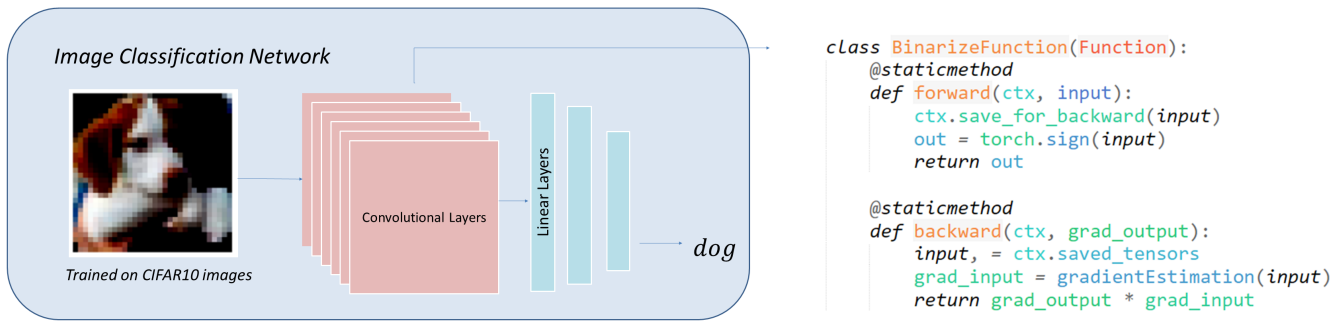 Image Classification Network
Trained on CIFAR10 images
Convolutional Layers
Linear Layers
dog
class BinarizeFunction(Function):
@staticmethod
def forward(ctx, input):
ctx.save_for_backward(input)
out = torch.sign(input)
return out
@staticmethod
def backward(ctx, grad_output):
input, = ctx.saved_tensors
grad_input = gradientEstimation(input)
return grad_output * grad_input